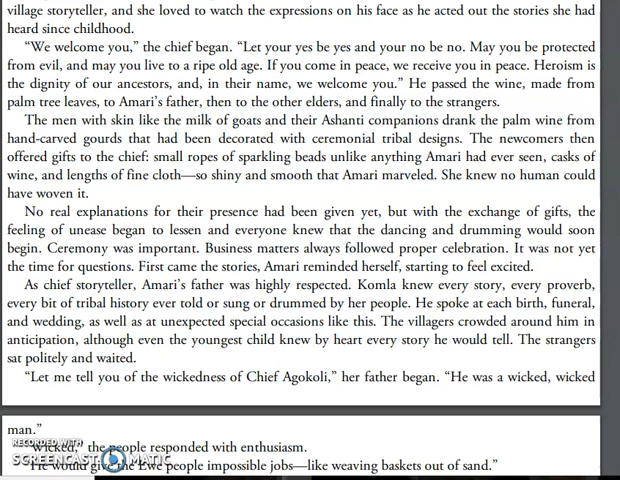 village storyteller, and she loved to watch the expressions on his face as he acted out the stories she had
heard since childhood.
“We welcome you,” the chief began. “Let your yes be yes and your no be no. May you be protected
from evil, and may you live to a ripe old age. If you come in peace, we receive you in peace. Heroism is
the dignity of our ancestors, and, in their name, we welcome you.” He passed the wine, made from
palm tree leaves, to Amari’s father, then to the other elders, and finally to the strangers.
The men with skin like the milk of goats and their Ashanti companions drank the palm wine from
hand-carved gourds that had been decorated with ceremonial tribal designs. The newcomers then
offered gifts to the chief: small ropes of sparkling beads unlike anything Amari had ever seen, casks of
wine, and lengths of fine cloth—so shiny and smooth that Amari marveled. She knew no human could
have woven it.
No real explanations for their presence had been given yet, but with the exchange of gifts, the
feeling of unease began to lessen and everyone knew that the dancing and drumming would soon
begin. Ceremony was important. Business matters always followed proper celebration. It was not yet
the time for questions. First came the stories, Amari reminded herself, starting to feel excited.
As chief storyteller, Amari’s father was highly respected. Komla knew every story, every proverb,
every bit of tribal history ever told or sung or drummed by her people. He spoke at each birth, funeral,
and wedding, as well as at unexpected special occasions like this. The villagers crowded around him in
anticipation, although even the youngest child knew by heart every story he would tell. The strangers
sat politely and waited.
“Let me tell you of the wickedness of Chief Agokoli,” her father began. “He was a wicked, wicked
man.”
“Wicked,” the people responded with enthusiasm.
“He would give the Ewe people impossible jobs—like weaving baskets out of sand.”
RECORDED WITH
SCREENCAST MATIC